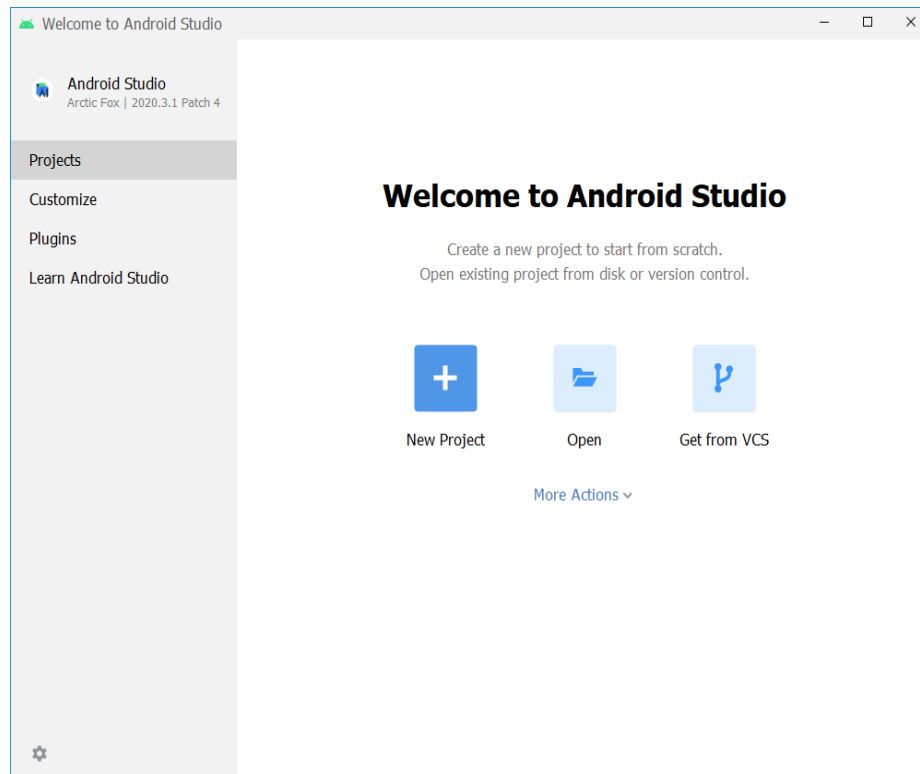 Welcome to Android Studio
Android Studio
Arctic Fox | 2020.3.1 Patch 4
Projects
Customize
Plugins
Learn Android Studio
Welcome to Android Studio
Create a new project to start from scratch.
Open existing project from disk or version control.
New Project
Open
Get from VCS
More Actions